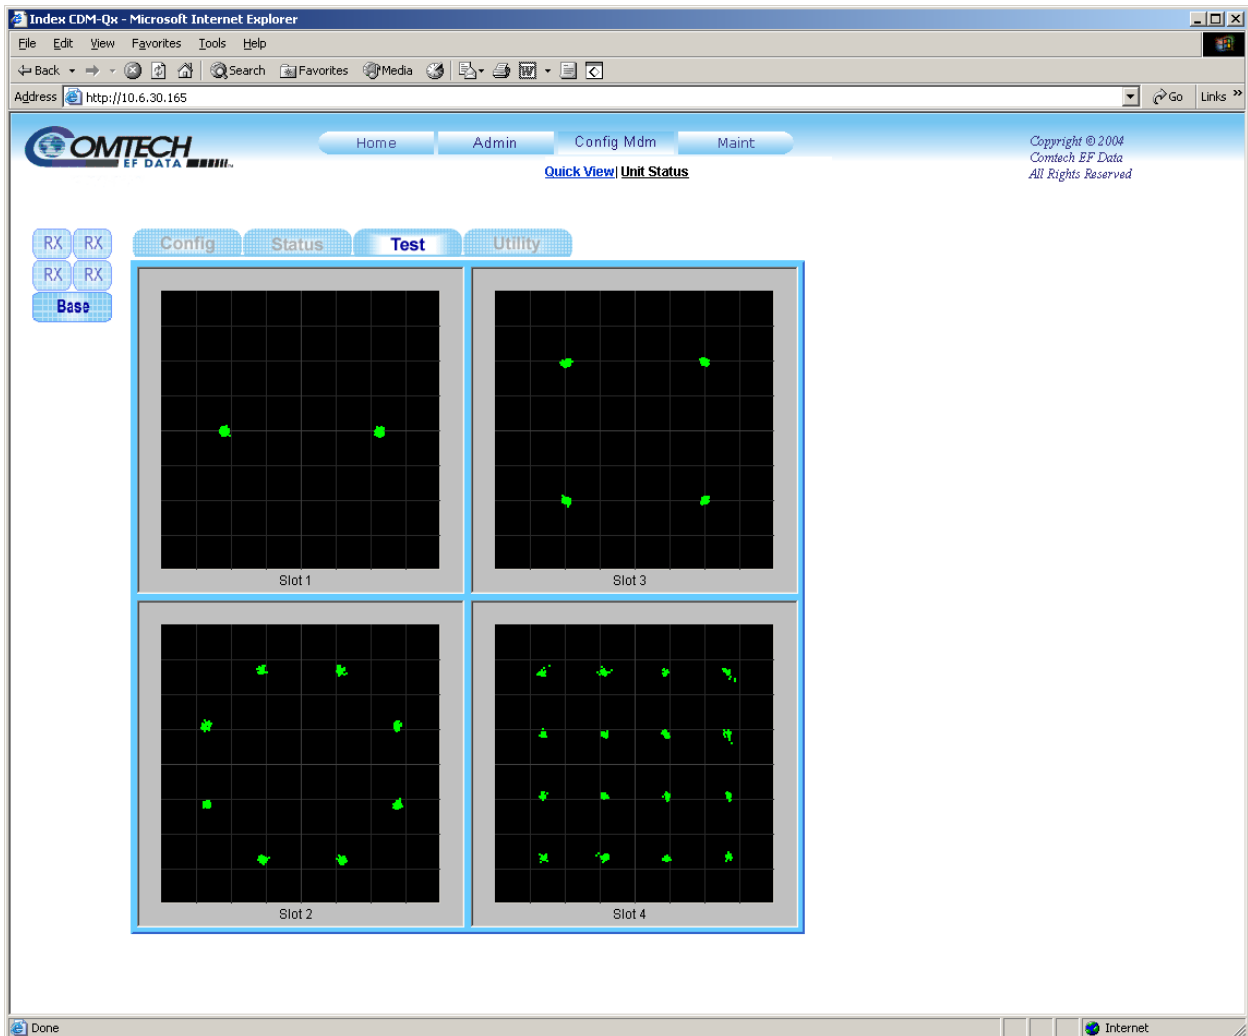 Index CDM-Qx - Microsoft Internet Explorer
File Edit View Favorites Tools Help
Back Search Favorites Media
Address http://10.6.30.165 Go Links »
COMTECH
EF DATA
Home Admin Config Mdm Maint
Quick View| Unit Status
Copyright © 2004
Comtech EF Data
All Rights Reserved
RX RX
RX RX
Base
Config Status Test Utility
Slot 1
Slot 3
Slot 2
Slot 4
Done Internet